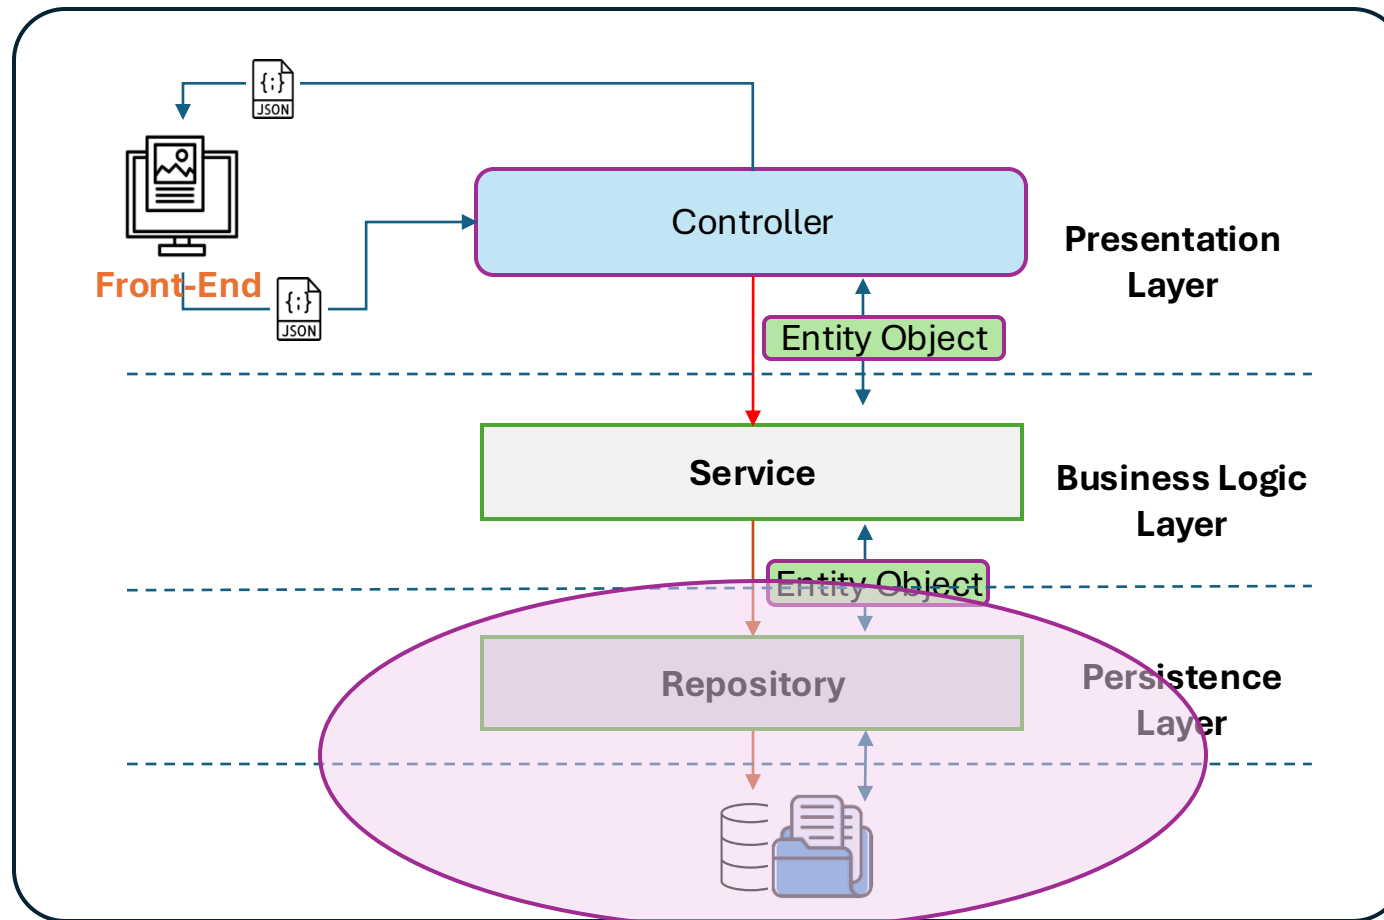 {;}
JSON
Controller
Presentation
Layer
Front-End
{;}
JSON
Entity Object
Service
Business Logic
Layer
Entity Object
Repository
Persistence
Layer